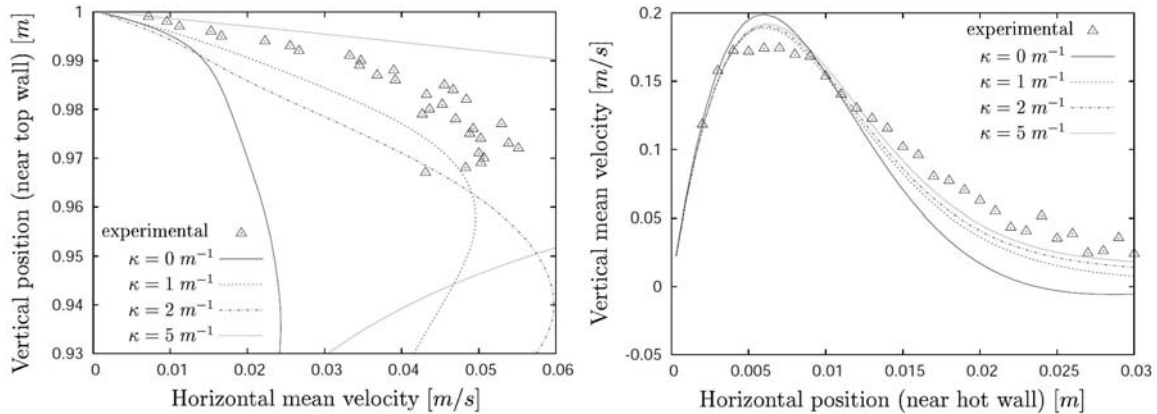 Vertical position (near top wall) [m]
1
0.99
0.98
0.97
0.96
0.95
0.94
0.93
experimental
κ = 0 m⁻¹
κ = 1 m⁻¹
κ = 2 m⁻¹
κ = 5 m⁻¹
0
0.01
0.02
0.03
0.04
0.05
0.06
Horizontal mean velocity [m/s]
Vertical mean velocity [m/s]
0.2
0.15
0.1
0.05
0
-0.05
experimental
κ = 0 m⁻¹
κ = 1 m⁻¹
κ = 2 m⁻¹
κ = 5 m⁻¹
0
0.005
0.01
0.015
0.02
0.025
0.03
Horizontal position (near hot wall) [m]